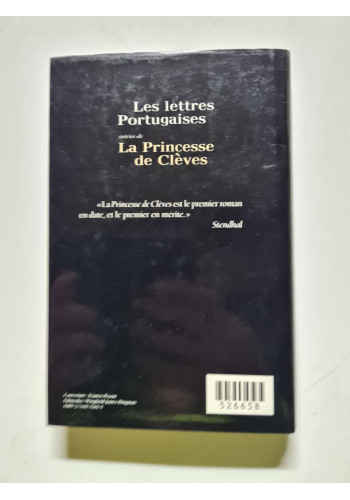 Les lettres
Portugaises
suivies de
La Princesse
de Clèves
«La Princesse de Clèves est le premier roman
en date, et le premier en mérite.»
Stendhal
526658